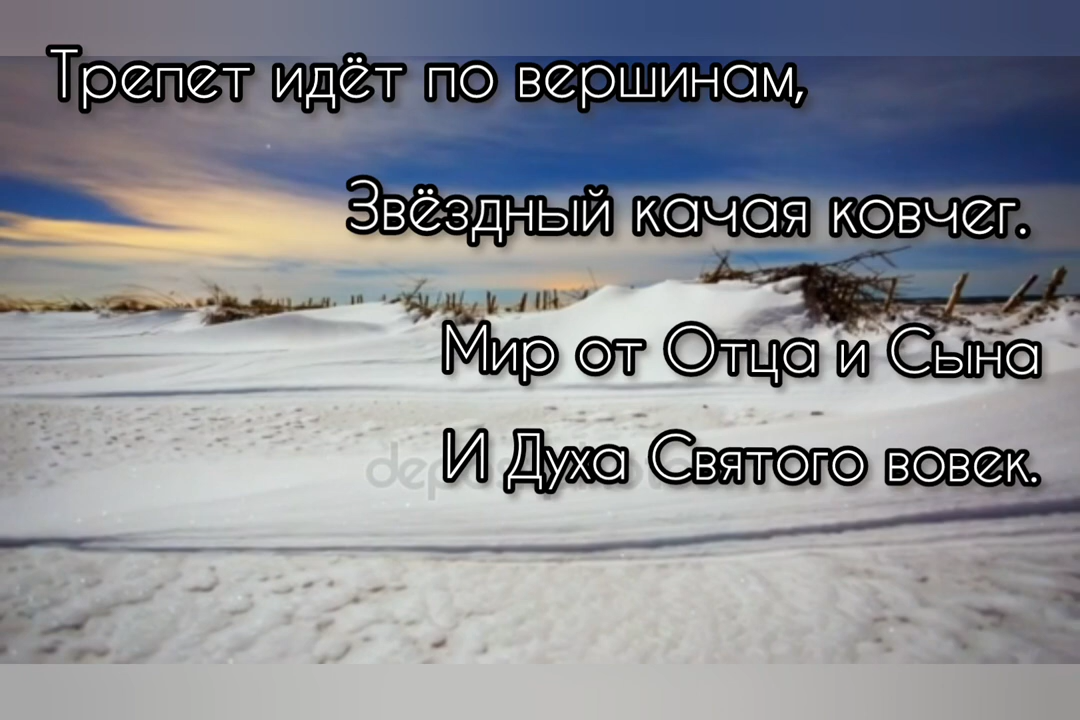 Трепет идёт по вершинам,
Звёздный качая ковчег.
Мир от Отца и Сына
И Духа Святого вовек.